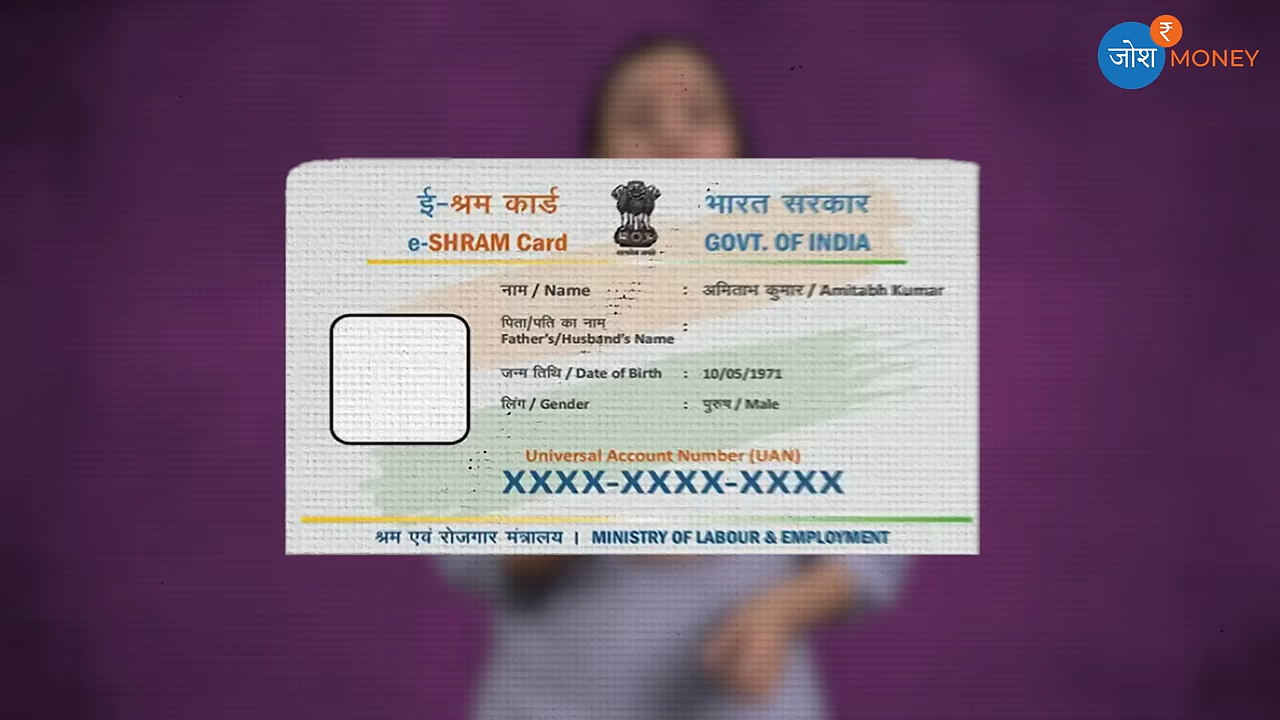 जोश ₹ MONEY
ई-श्रम कार्ड भारत सरकार
e-SHRAM Card GOVT. OF INDIA
नाम / Name : अमिताभ कुमार / Amitabh Kumar
पिता/पति का नाम :
Father's/Husband's Name
जन्म तिथि / Date of Birth : 10/05/1971
लिंग / Gender : पुरुष / Male
Universal Account Number (UAN)
XXXX-XXXX-XXXX
श्रम एवं रोजगार मंत्रालय | MINISTRY OF LABOUR & EMPLOYMENT